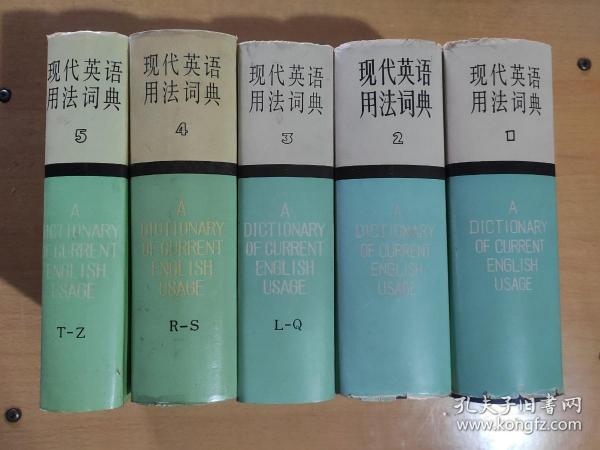 现代英语
用法词典
5
A
DICTIONARY
OF CURRENT
ENGLISH
USAGE
T-Z
现代英语
用法词典
4
A
DICTIONARY
OF CURRENT
ENGLISH
USAGE
R-S
现代英语
用法词典
3
A
DICTIONARY
OF CURRENT
ENGLISH
USAGE
L-Q
现代英语
用法词典
2
A
DICTIONARY
OF CURRENT
ENGLISH
USAGE
现代英语
用法词典
1
A
DICTIONARY
OF CURRENT
ENGLISH
USAGE
孔夫子旧书网
www.kongfz.com